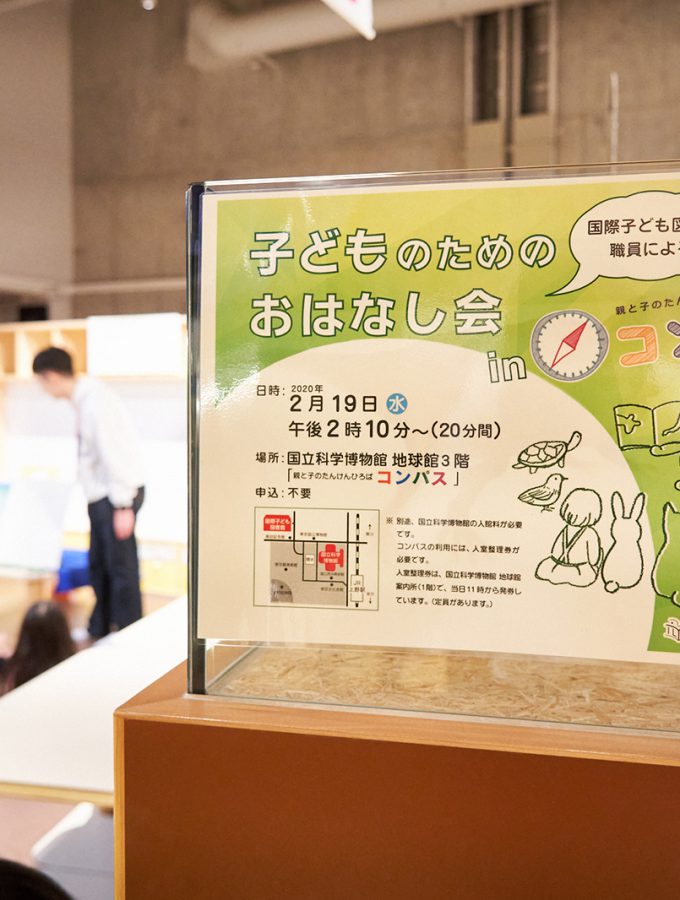 子どものための
おはなし会
in
国際子ども図
職員によ
親と子のたん
コン
日時: 2020年
2月19日 水
午後2時10分～(20分間)
場所: 国立科学博物館 地球館3階
「親と子のたんけんひろば コンパス」
申込: 不要
国際子ども
図書館
国立科学
博物館
JR
上野駅
※ 別途、国立科学博物館の入館料が必要
です。
コンパスの利用には、入室整理券が
必要です。
入室整理券は、国立科学博物館 地球館
案内所(1階)で、当日11時から発券し
ています。(定員があります。)